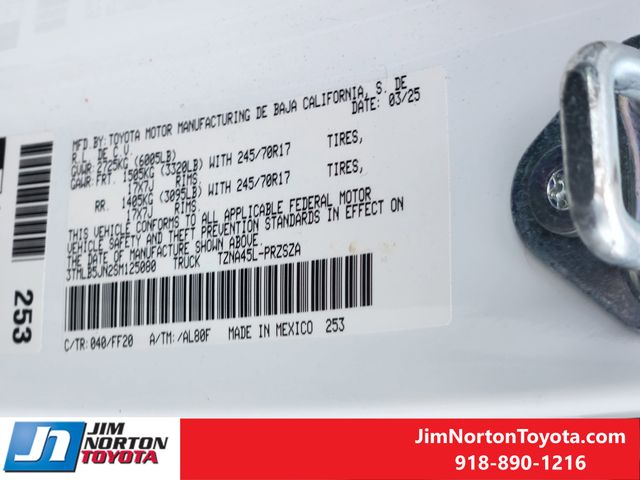 MFD BY:TOYOTA MOTOR MANUFACTURING DE BAJA CALIFORNIA, S. DE
R.L. DE C.V. DATE: 03/25
GVWR 2725KG (6005LB)
GAWR:FRT. 1505KG (3320LB) WITH 245/70R17 TIRES,
17X7J RIMS,
RR. 1405KG (3095LB) WITH 245/70R17 TIRES,
17X7J RIMS,
THIS VEHICLE CONFORMS TO ALL APPLICABLE FEDERAL MOTOR
VEHICLE SAFETY AND THEFT PREVENTION STANDARDS IN EFFECT ON
THE DATE OF MANUFACTURE SHOWN ABOVE.
3TMLB5JN2SM125080 TRUCK TZNA45L-PRZSZA
C/TR:040/FF20 A/TM:/AL80F MADE IN MEXICO 253
253
JIM
NORTON
TOYOTA
JimNortonToyota.com
918-890-1216